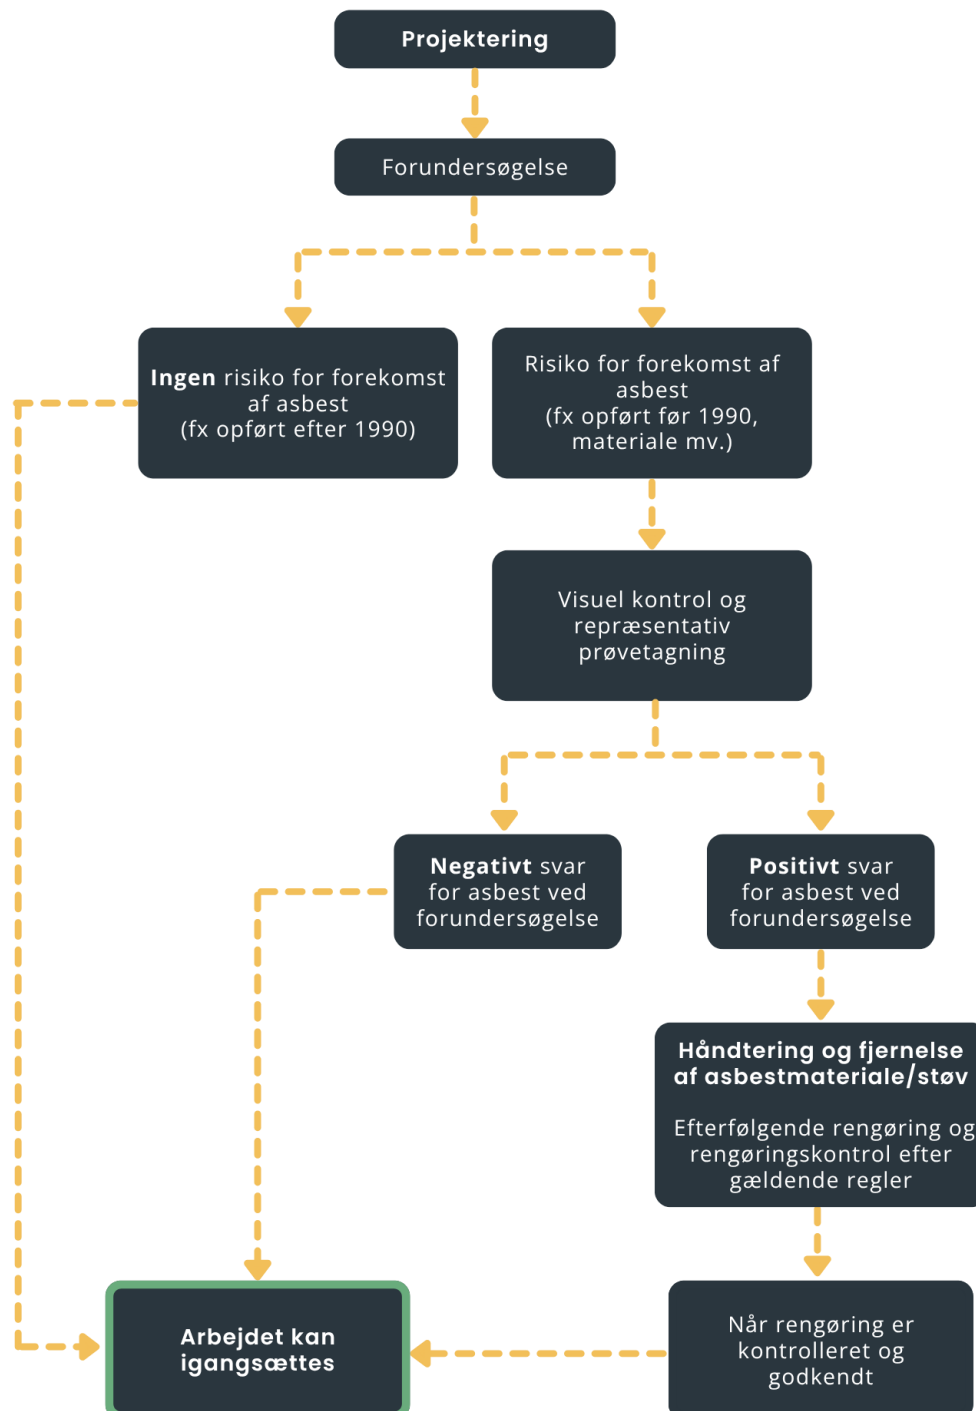 Projektering
Forundersøgelse
Ingen risiko for forekomst
af asbest
(fx opført efter 1990)
Risiko for forekomst af
asbest
(fx opført før 1990,
materiale mv.)
Visuel kontrol og
repræsentativ
prøvetagning
Negativt svar
for asbest ved
forundersøgelse
Positivt svar
for asbest ved
forundersøgelse
Håndtering og fjernelse
af asbestmateriale/støv
Efterfølgende rengøring og
rengøringskontrol efter
gældende regler
Arbejdet kan
igangsættes
Når rengøring er
kontrolleret og
godkendt